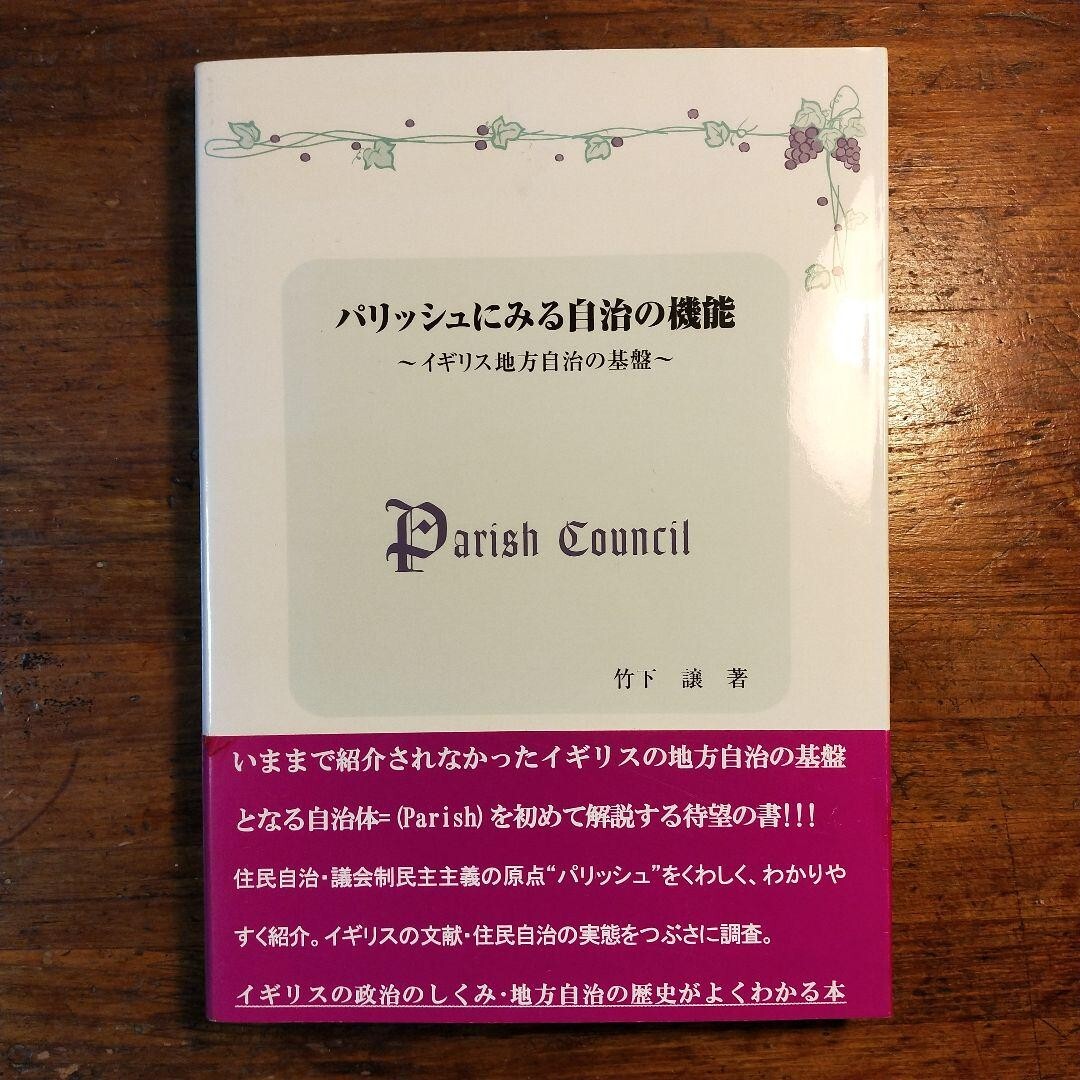 パリッシュにみる自治の機能
～イギリス地方自治の基盤～
Parish Council
竹下 譲 著
いままで紹介されなかったイギリスの地方自治の基盤
となる自治体=(Parish)を初めて解説する待望の書!!!
住民自治・議会制民主主義の原点“パリッシュ”をくわしく、わかりや
すく紹介。イギリスの文献・住民自治の実態をつぶさに調査。
イギリスの政治のしくみ・地方自治の歴史がよくわかる本